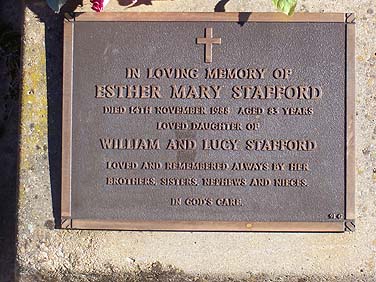 IN LOVING MEMORY OF
ESTHER MARY STAFFORD
DIED 14TH NOVEMBER 1988 AGED 83 YEARS
LOVED DAUGHTER OF
WILLIAM AND LUCY STAFFORD
LOVED AND REMEMBERED ALWAYS BY HER
BROTHERS, SISTERS, NEPHEWS AND NIECES.
IN GOD'S CARE.